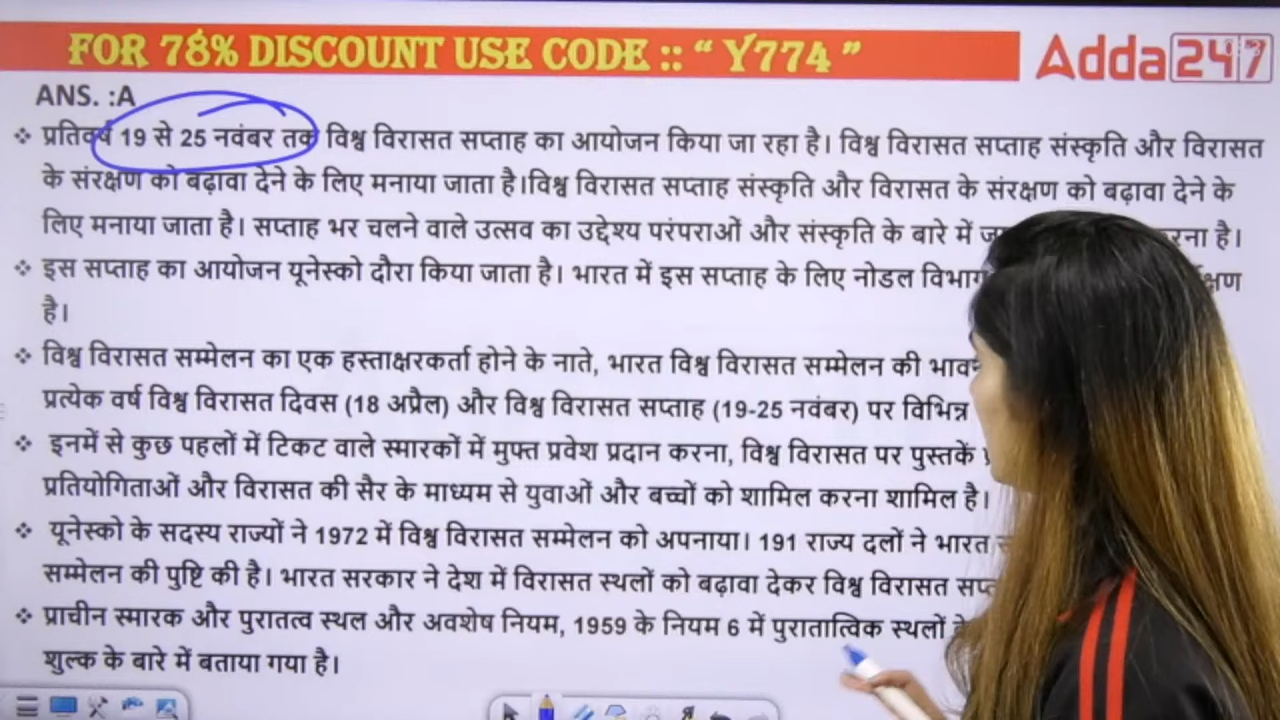 FOR 78% DISCOUNT USE CODE :: “ Y774 ”
Adda247
ANS. :A
❖ प्रतिवर्ष 19 से 25 नवंबर तक विश्व विरासत सप्ताह का आयोजन किया जा रहा है। विश्व विरासत सप्ताह संस्कृति और विरासत
के संरक्षण को बढ़ावा देने के लिए मनाया जाता है।विश्व विरासत सप्ताह संस्कृति और विरासत के संरक्षण को बढ़ावा देने के
लिए मनाया जाता है। सप्ताह भर चलने वाले उत्सव का उद्देश्य परंपराओं और संस्कृति के बारे में है।
❖ इस सप्ताह का आयोजन यूनेस्को दौरा किया जाता है। भारत में इस सप्ताह के लिए नोडल विभाग
है।
❖ विश्व विरासत सम्मेलन का एक हस्ताक्षरकर्ता होने के नाते, भारत विश्व विरासत सम्मेलन की
प्रत्येक वर्ष विश्व विरासत दिवस (18 अप्रैल) और विश्व विरासत सप्ताह (19-25 नवंबर) पर विभिन्न
❖ इनमें से कुछ पहलों में टिकट वाले स्मारकों में मुफ्त प्रवेश प्रदान करना, विश्व विरासत पर पुस्तकें
प्रतियोगिताओं और विरासत की सैर के माध्यम से युवाओं और बच्चों को शामिल करना शामिल है।
❖ यूनेस्को के सदस्य राज्यों ने 1972 में विश्व विरासत सम्मेलन को अपनाया। 191 राज्य दलों ने भारत
सम्मेलन की पुष्टि की है। भारत सरकार ने देश में विरासत स्थलों को बढ़ावा देकर विश्व विरासत
❖ प्राचीन स्मारक और पुरातत्व स्थल और अवशेष नियम, 1959 के नियम 6 में पुरातात्विक स्थलों
शुल्क के बारे में बताया गया है।